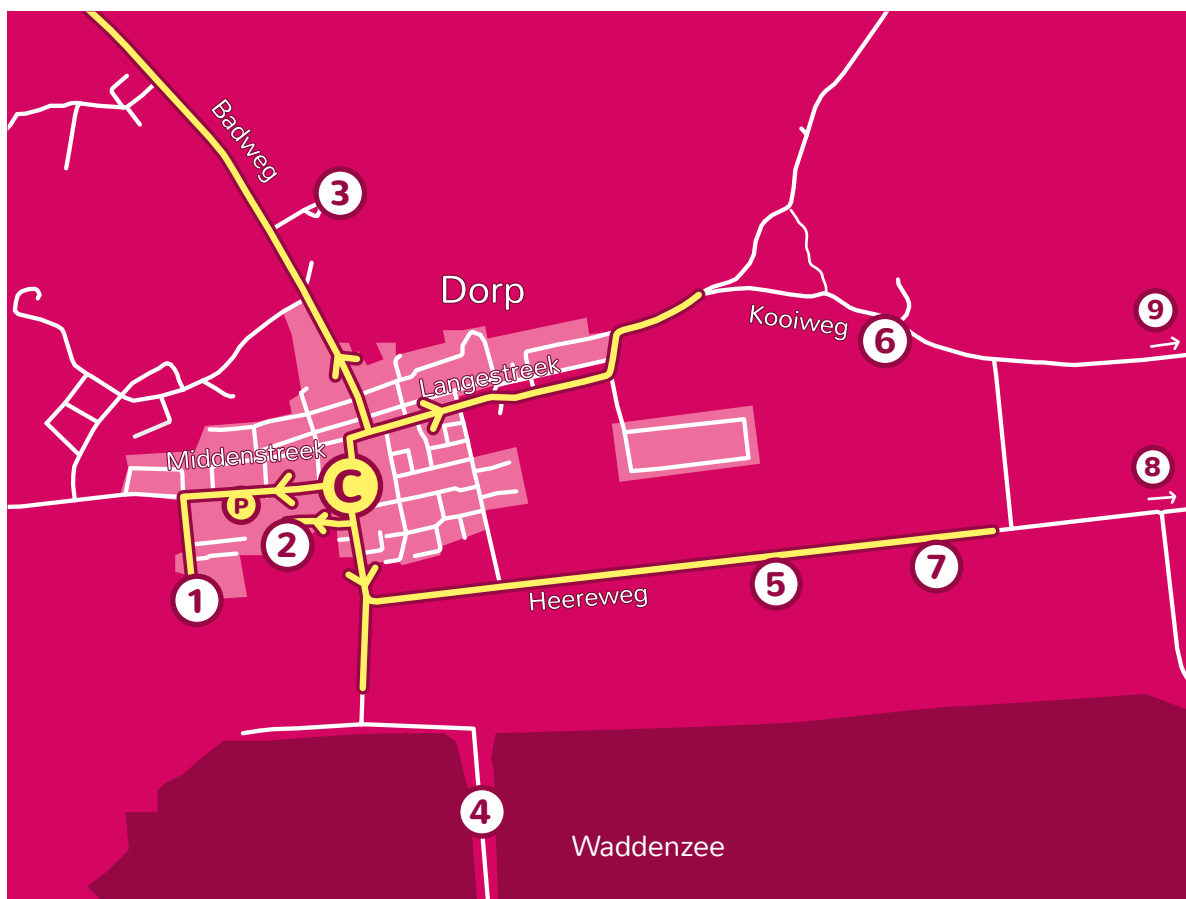 Badweg
3
Dorp
9
Kooiweg
6
Langestreek
Middenstreek
8
C
P
2
7
5
1
Heereweg
4
Waddenzee